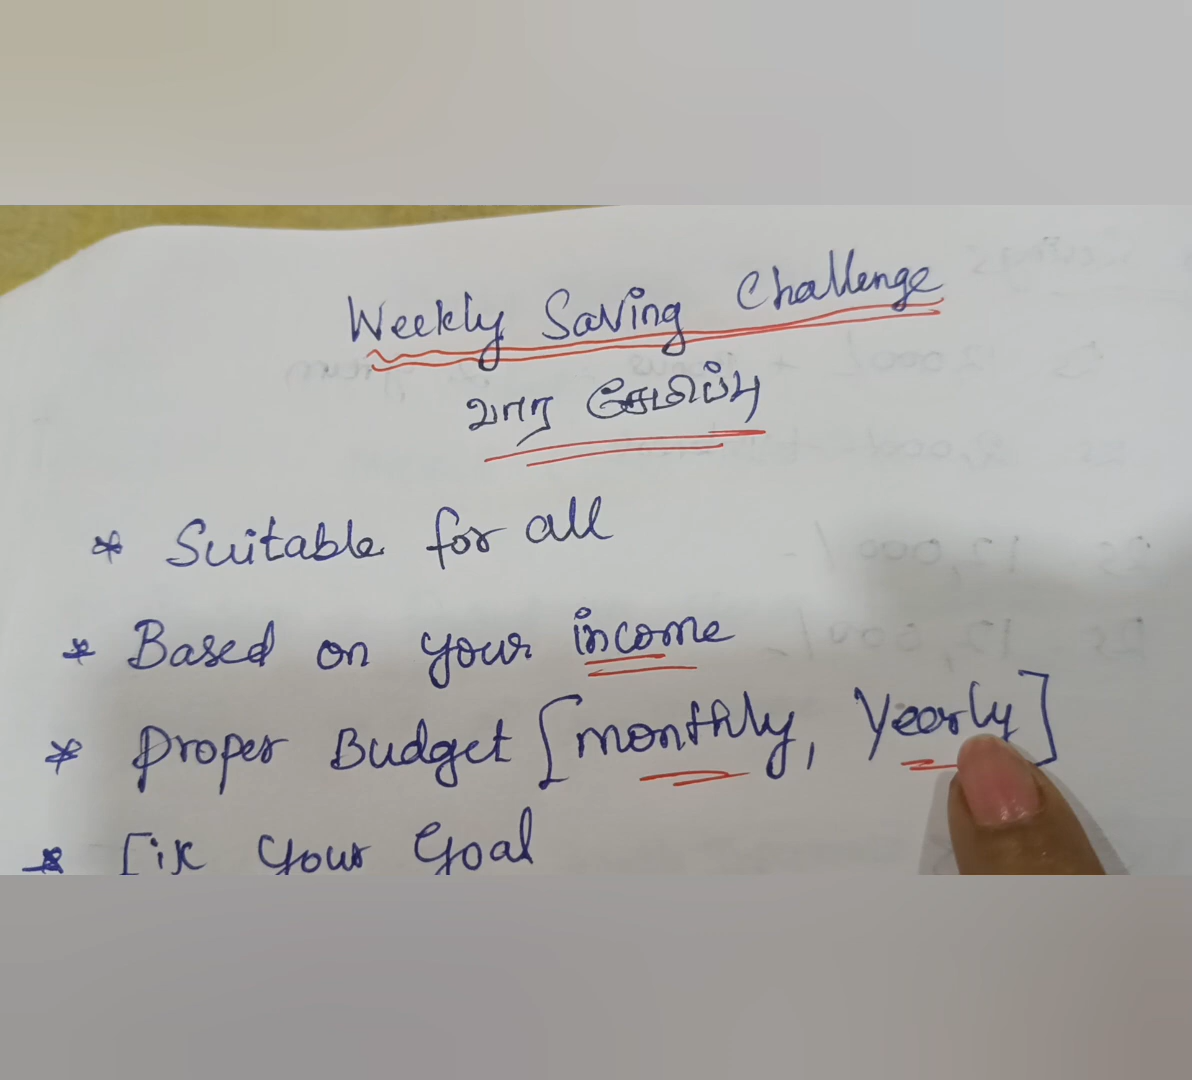 Weekly Saving Challenge
வார சேமிப்பு
* Suitable for all
* Based on your income
* Proper Budget [monthly, Yearly]
* Fix Your Goal